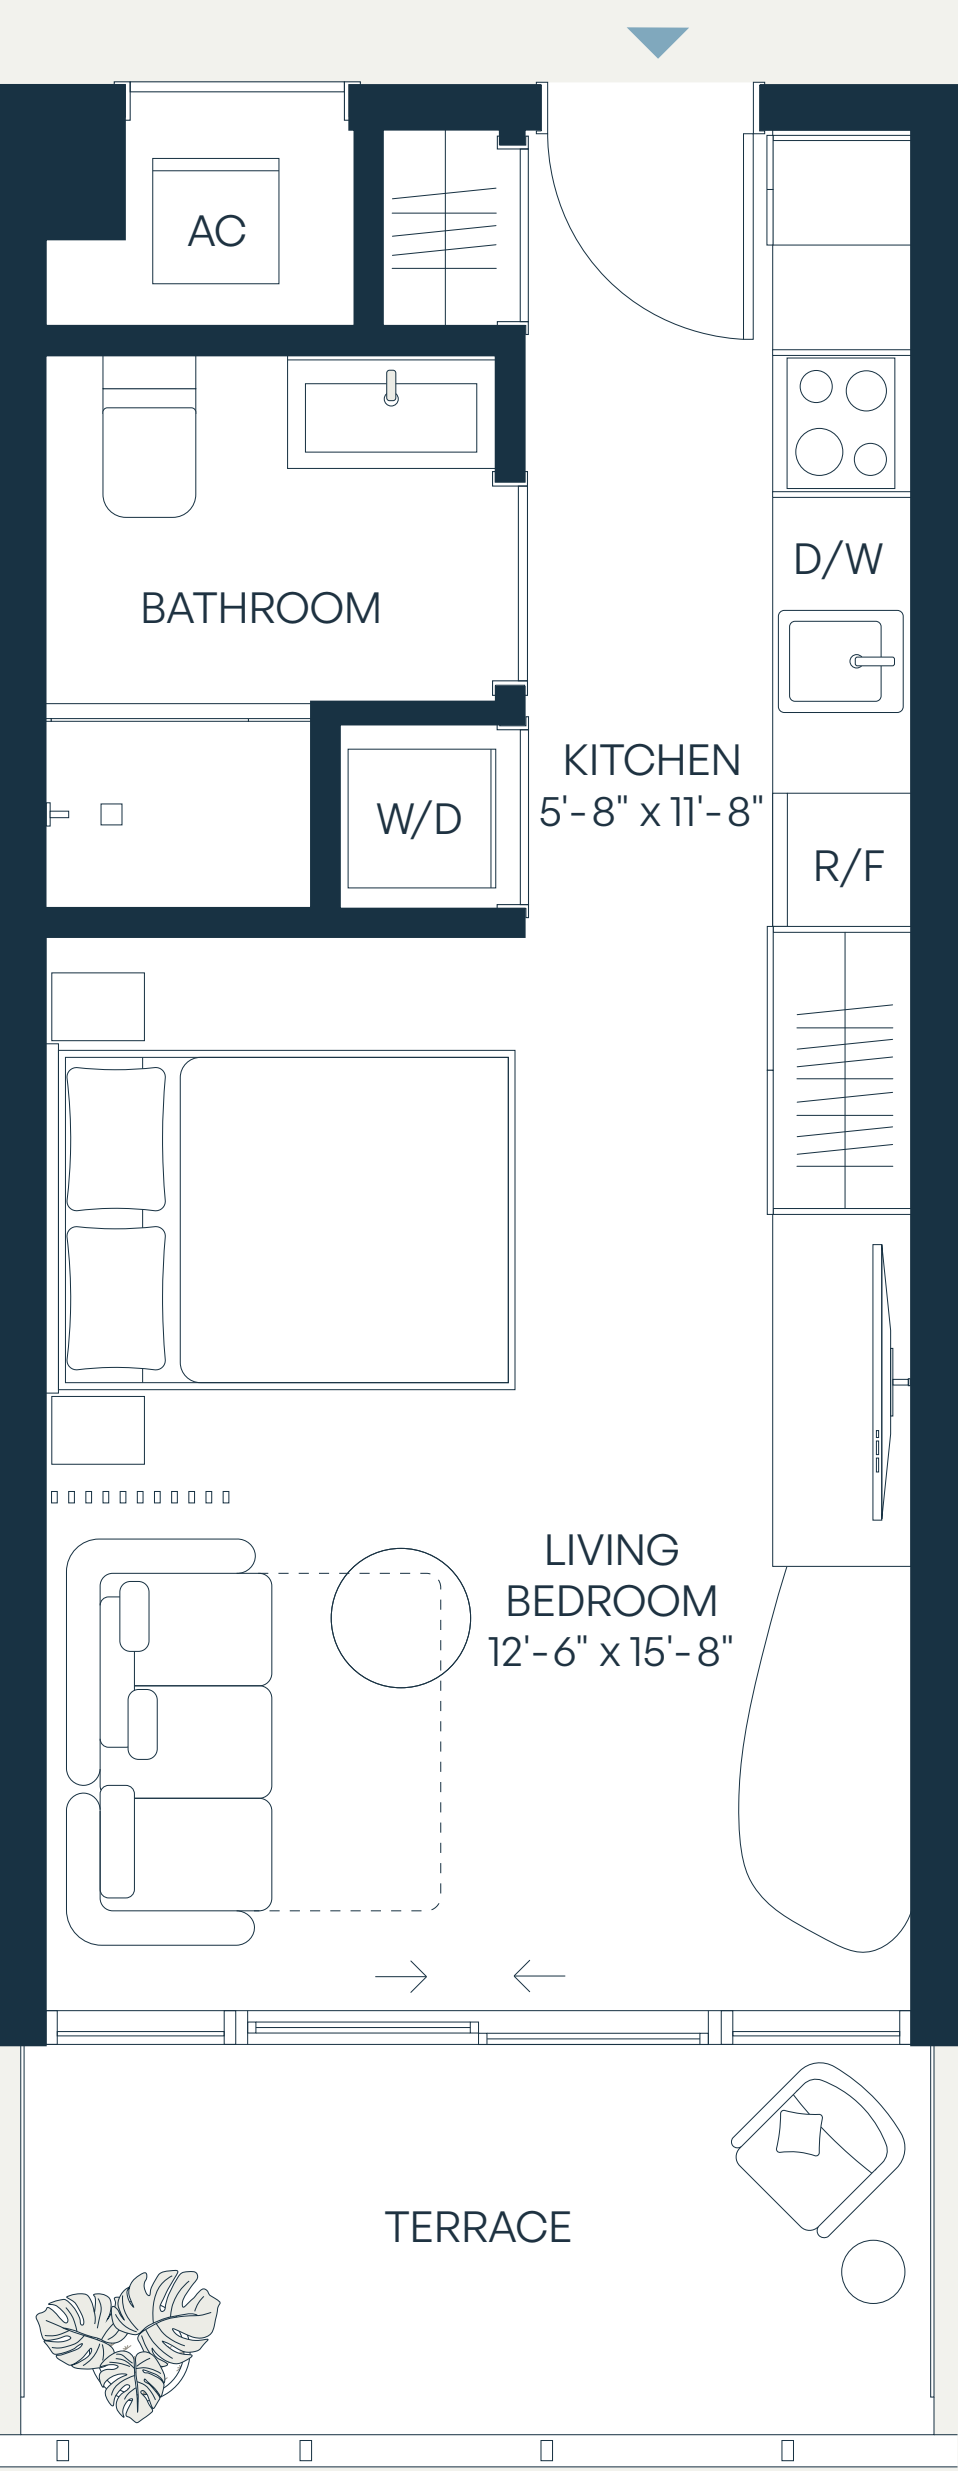 AC
D/W
BATHROOM
KITCHEN
5'-8" x 11'-8"
W/D
R/F
LIVING
BEDROOM
12'-6" x 15'-8"
TERRACE